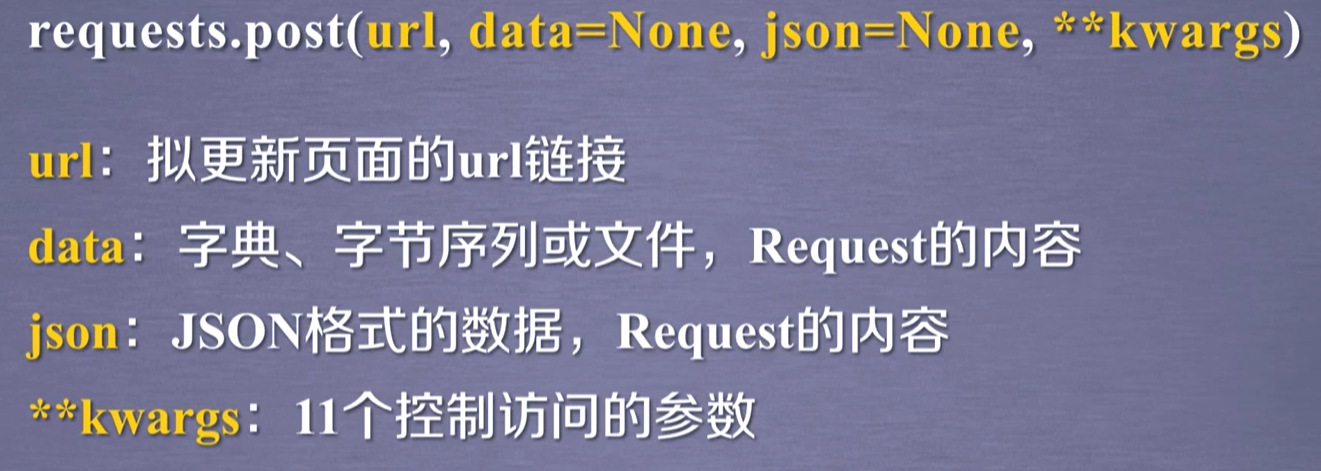 requests.post(url, data=None, json=None, **kwargs)
url：拟更新页面的url链接
data：字典、字节序列或文件，Request的内容
json：JSON格式的数据，Request的内容
**kwargs：11个控制访问的参数